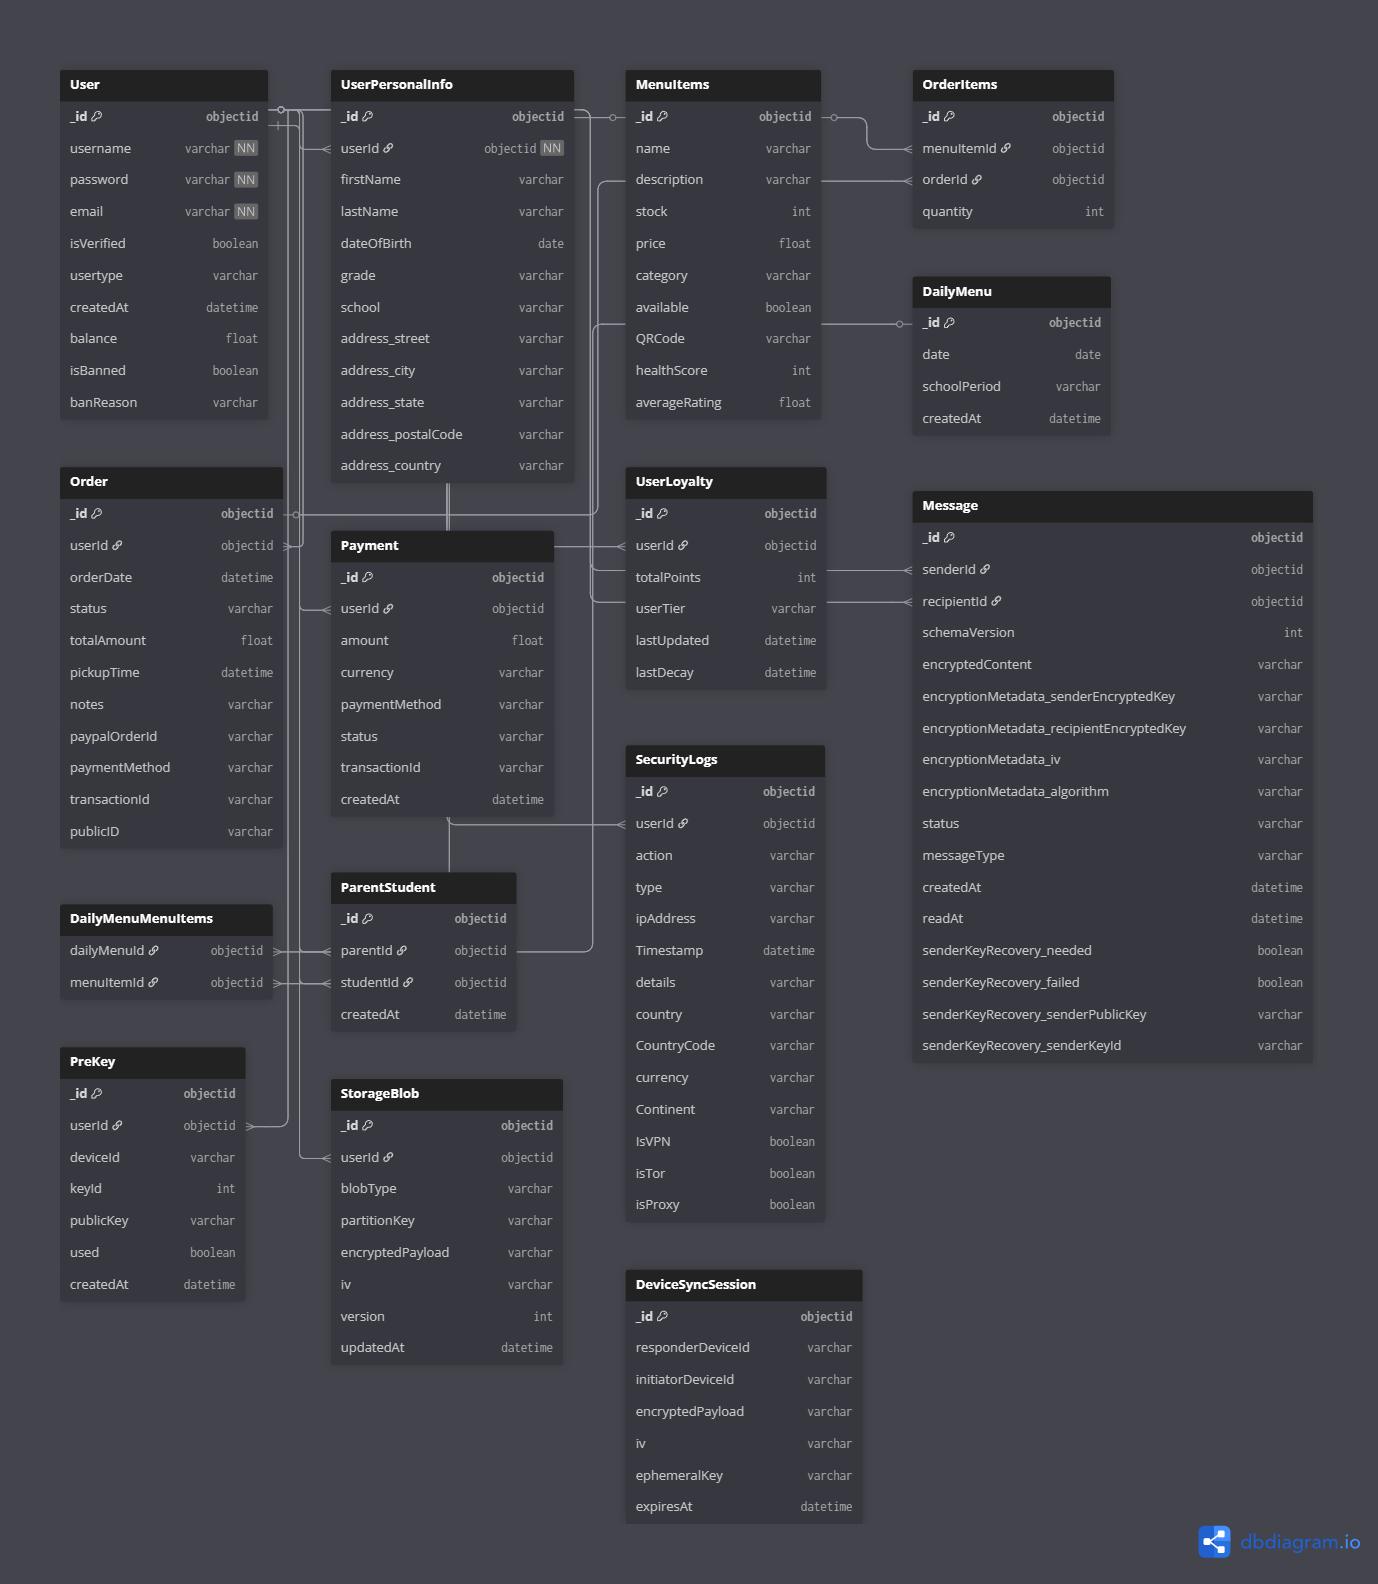 User
_id objectid
username varchar NN
password varchar NN
email varchar NN
isVerified boolean
usertype varchar
createdAt datetime
balance float
isBanned boolean
banReason varchar
UserPersonalInfo
_id objectid
userId objectid NN
firstName varchar
lastName varchar
dateOfBirth date
grade varchar
school varchar
address_street varchar
address_city varchar
address_state varchar
address_postalCode varchar
address_country varchar
MenuItems
_id objectid
name varchar
description varchar
stock int
price float
category varchar
available boolean
QRCode varchar
healthScore int
averageRating float
OrderItems
_id objectid
menuItemId objectid
orderId objectid
quantity int
DailyMenu
_id objectid
date date
schoolPeriod varchar
createdAt datetime
Order
_id objectid
userId objectid
orderDate datetime
status varchar
totalAmount float
pickupTime datetime
notes varchar
paypalOrderId varchar
paymentMethod varchar
transactionId varchar
publicID varchar
Payment
_id objectid
userId objectid
amount float
currency varchar
paymentMethod varchar
status varchar
transactionId varchar
createdAt datetime
UserLoyalty
_id objectid
userId objectid
totalPoints int
userTier varchar
lastUpdated datetime
lastDecay datetime
Message
_id objectid
senderId objectid
recipientId objectid
schemaVersion int
encryptedContent varchar
encryptionMetadata_senderEncryptedKey varchar
encryptionMetadata_recipientEncryptedKey varchar
encryptionMetadata_iv varchar
encryptionMetadata_algorithm varchar
status varchar
messageType varchar
createdAt datetime
readAt datetime
senderKeyRecovery_needed boolean
senderKeyRecovery_failed boolean
senderKeyRecovery_senderPublicKey varchar
senderKeyRecovery_senderKeyId varchar
SecurityLogs
_id objectid
userId objectid
action varchar
type varchar
ipAddress varchar
Timestamp datetime
details varchar
country varchar
CountryCode varchar
currency varchar
Continent varchar
IsVPN boolean
isTor boolean
isProxy boolean
DailyMenuMenuItems
dailyMenuId objectid
menuItemId objectid
ParentStudent
_id objectid
parentId objectid
studentId objectid
createdAt datetime
PreKey
_id objectid
userId objectid
deviceId varchar
keyId int
publicKey varchar
used boolean
createdAt datetime
StorageBlob
_id objectid
userId objectid
blobType varchar
partitionKey varchar
encryptedPayload varchar
iv varchar
version int
updatedAt datetime
DeviceSyncSession
_id objectid
responderDeviceId varchar
initiatorDeviceId varchar
encryptedPayload varchar
iv varchar
ephemeralKey varchar
expiresAt datetime
dbdiagram.io